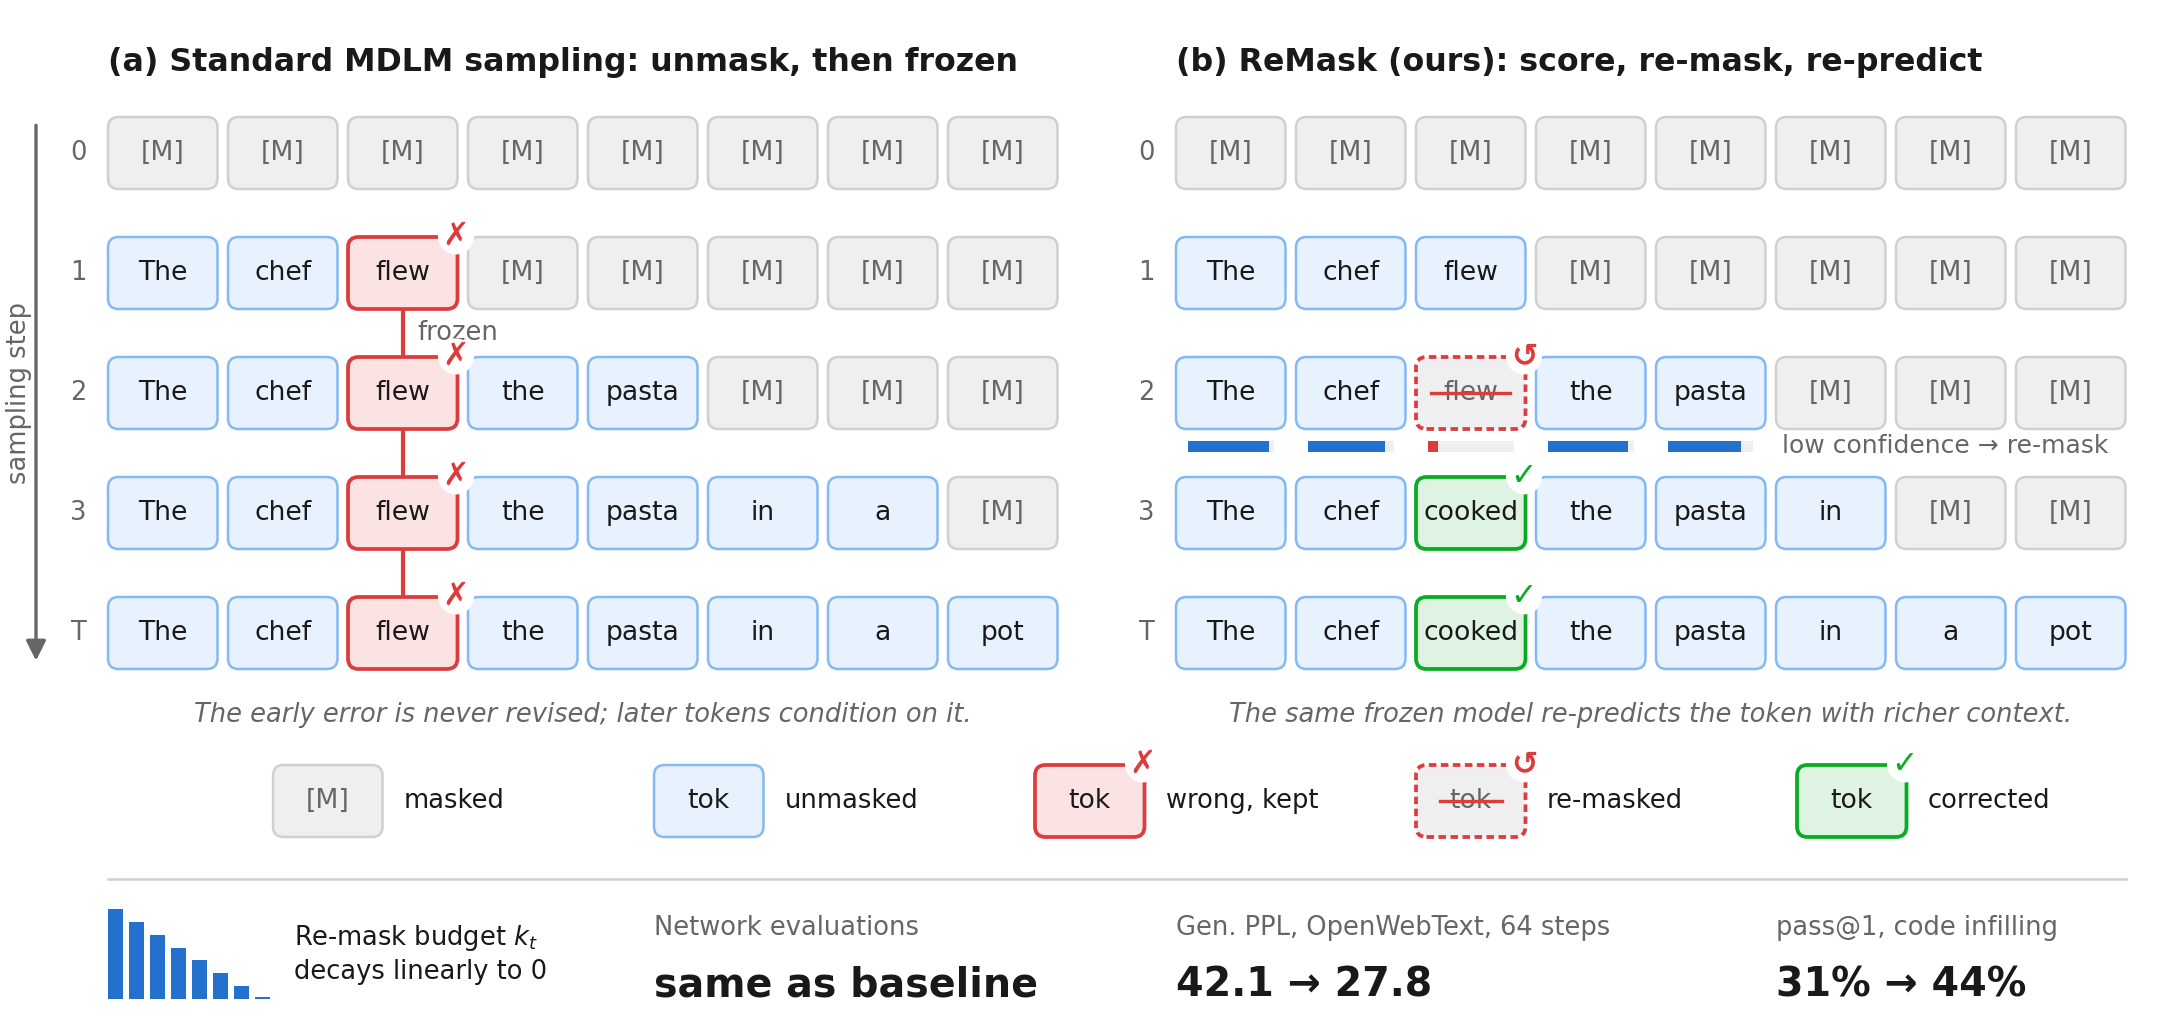 (a) Standard MDLM sampling: unmask, then frozen
sampling step
0 [M] [M] [M] [M] [M] [M] [M] [M]
1 The chef flew ✗ [M] [M] [M] [M] [M]
frozen
2 The chef flew ✗ the pasta [M] [M] [M]
3 The chef flew ✗ the pasta in a [M]
T The chef flew ✗ the pasta in a pot
The early error is never revised; later tokens condition on it.
(b) ReMask (ours): score, re-mask, re-predict
0 [M] [M] [M] [M] [M] [M] [M] [M]
1 The chef flew [M] [M] [M] [M] [M]
2 The chef flew ↺ the pasta [M] [M] [M]
low confidence → re-mask
3 The chef cooked ✓ the pasta in [M] [M]
T The chef cooked ✓ the pasta in a pot
The same frozen model re-predicts the token with richer context.
[M] masked
tok unmasked
tok ✗ wrong, kept
tok ↺ re-masked
tok ✓ corrected
Re-mask budget k_t
decays linearly to 0
Network evaluations
same as baseline
Gen. PPL, OpenWebText, 64 steps
42.1 → 27.8
pass@1, code infilling
31% → 44%